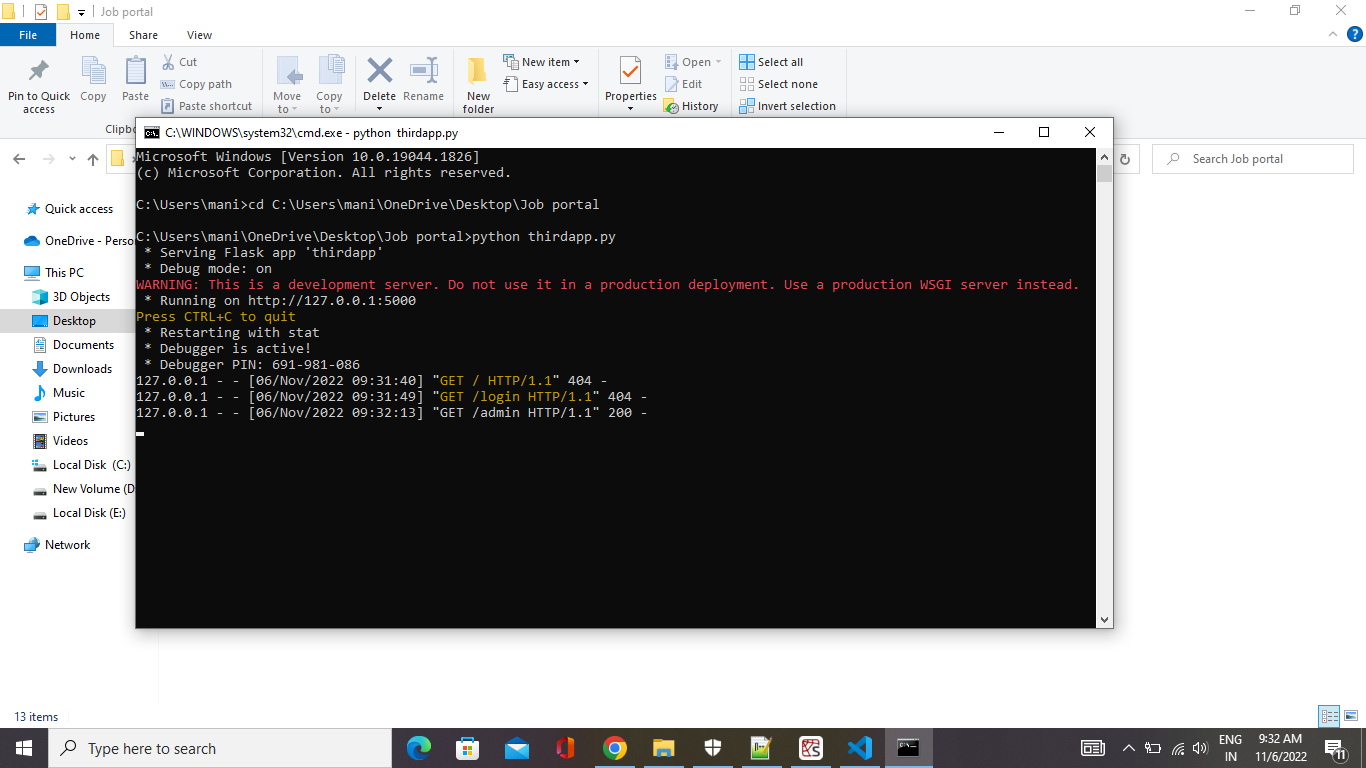 Job portal
File Home Share View
Pin to Quick access
Copy
Paste
Cut
Copy path
Paste shortcut
Move to
Copy to
Delete
Rename
New folder
New item
Easy access
Properties
Open
Edit
History
Select all
Select none
Invert selection
Clipbo
C:\WINDOWS\system32\cmd.exe - python thirdapp.py
Search Job portal
Microsoft Windows [Version 10.0.19044.1826]
(c) Microsoft Corporation. All rights reserved.
C:\Users\mani>cd C:\Users\mani\OneDrive\Desktop\Job portal
C:\Users\mani\OneDrive\Desktop\Job portal>python thirdapp.py
* Serving Flask app 'thirdapp'
* Debug mode: on
WARNING: This is a development server. Do not use it in a production deployment. Use a production WSGI server instead.
* Running on http://127.0.0.1:5000
Press CTRL+C to quit
* Restarting with stat
* Debugger is active!
* Debugger PIN: 691-981-086
127.0.0.1 - - [06/Nov/2022 09:31:40] "GET / HTTP/1.1" 404 -
127.0.0.1 - - [06/Nov/2022 09:31:49] "GET /login HTTP/1.1" 404 -
127.0.0.1 - - [06/Nov/2022 09:32:13] "GET /admin HTTP/1.1" 200 -
Quick access
OneDrive - Perso
This PC
3D Objects
Desktop
Documents
Downloads
Music
Pictures
Videos
Local Disk (C:)
New Volume (D
Local Disk (E:)
Network
13 items
Type here to search
ENG
IN
9:32 AM
11/6/2022
11